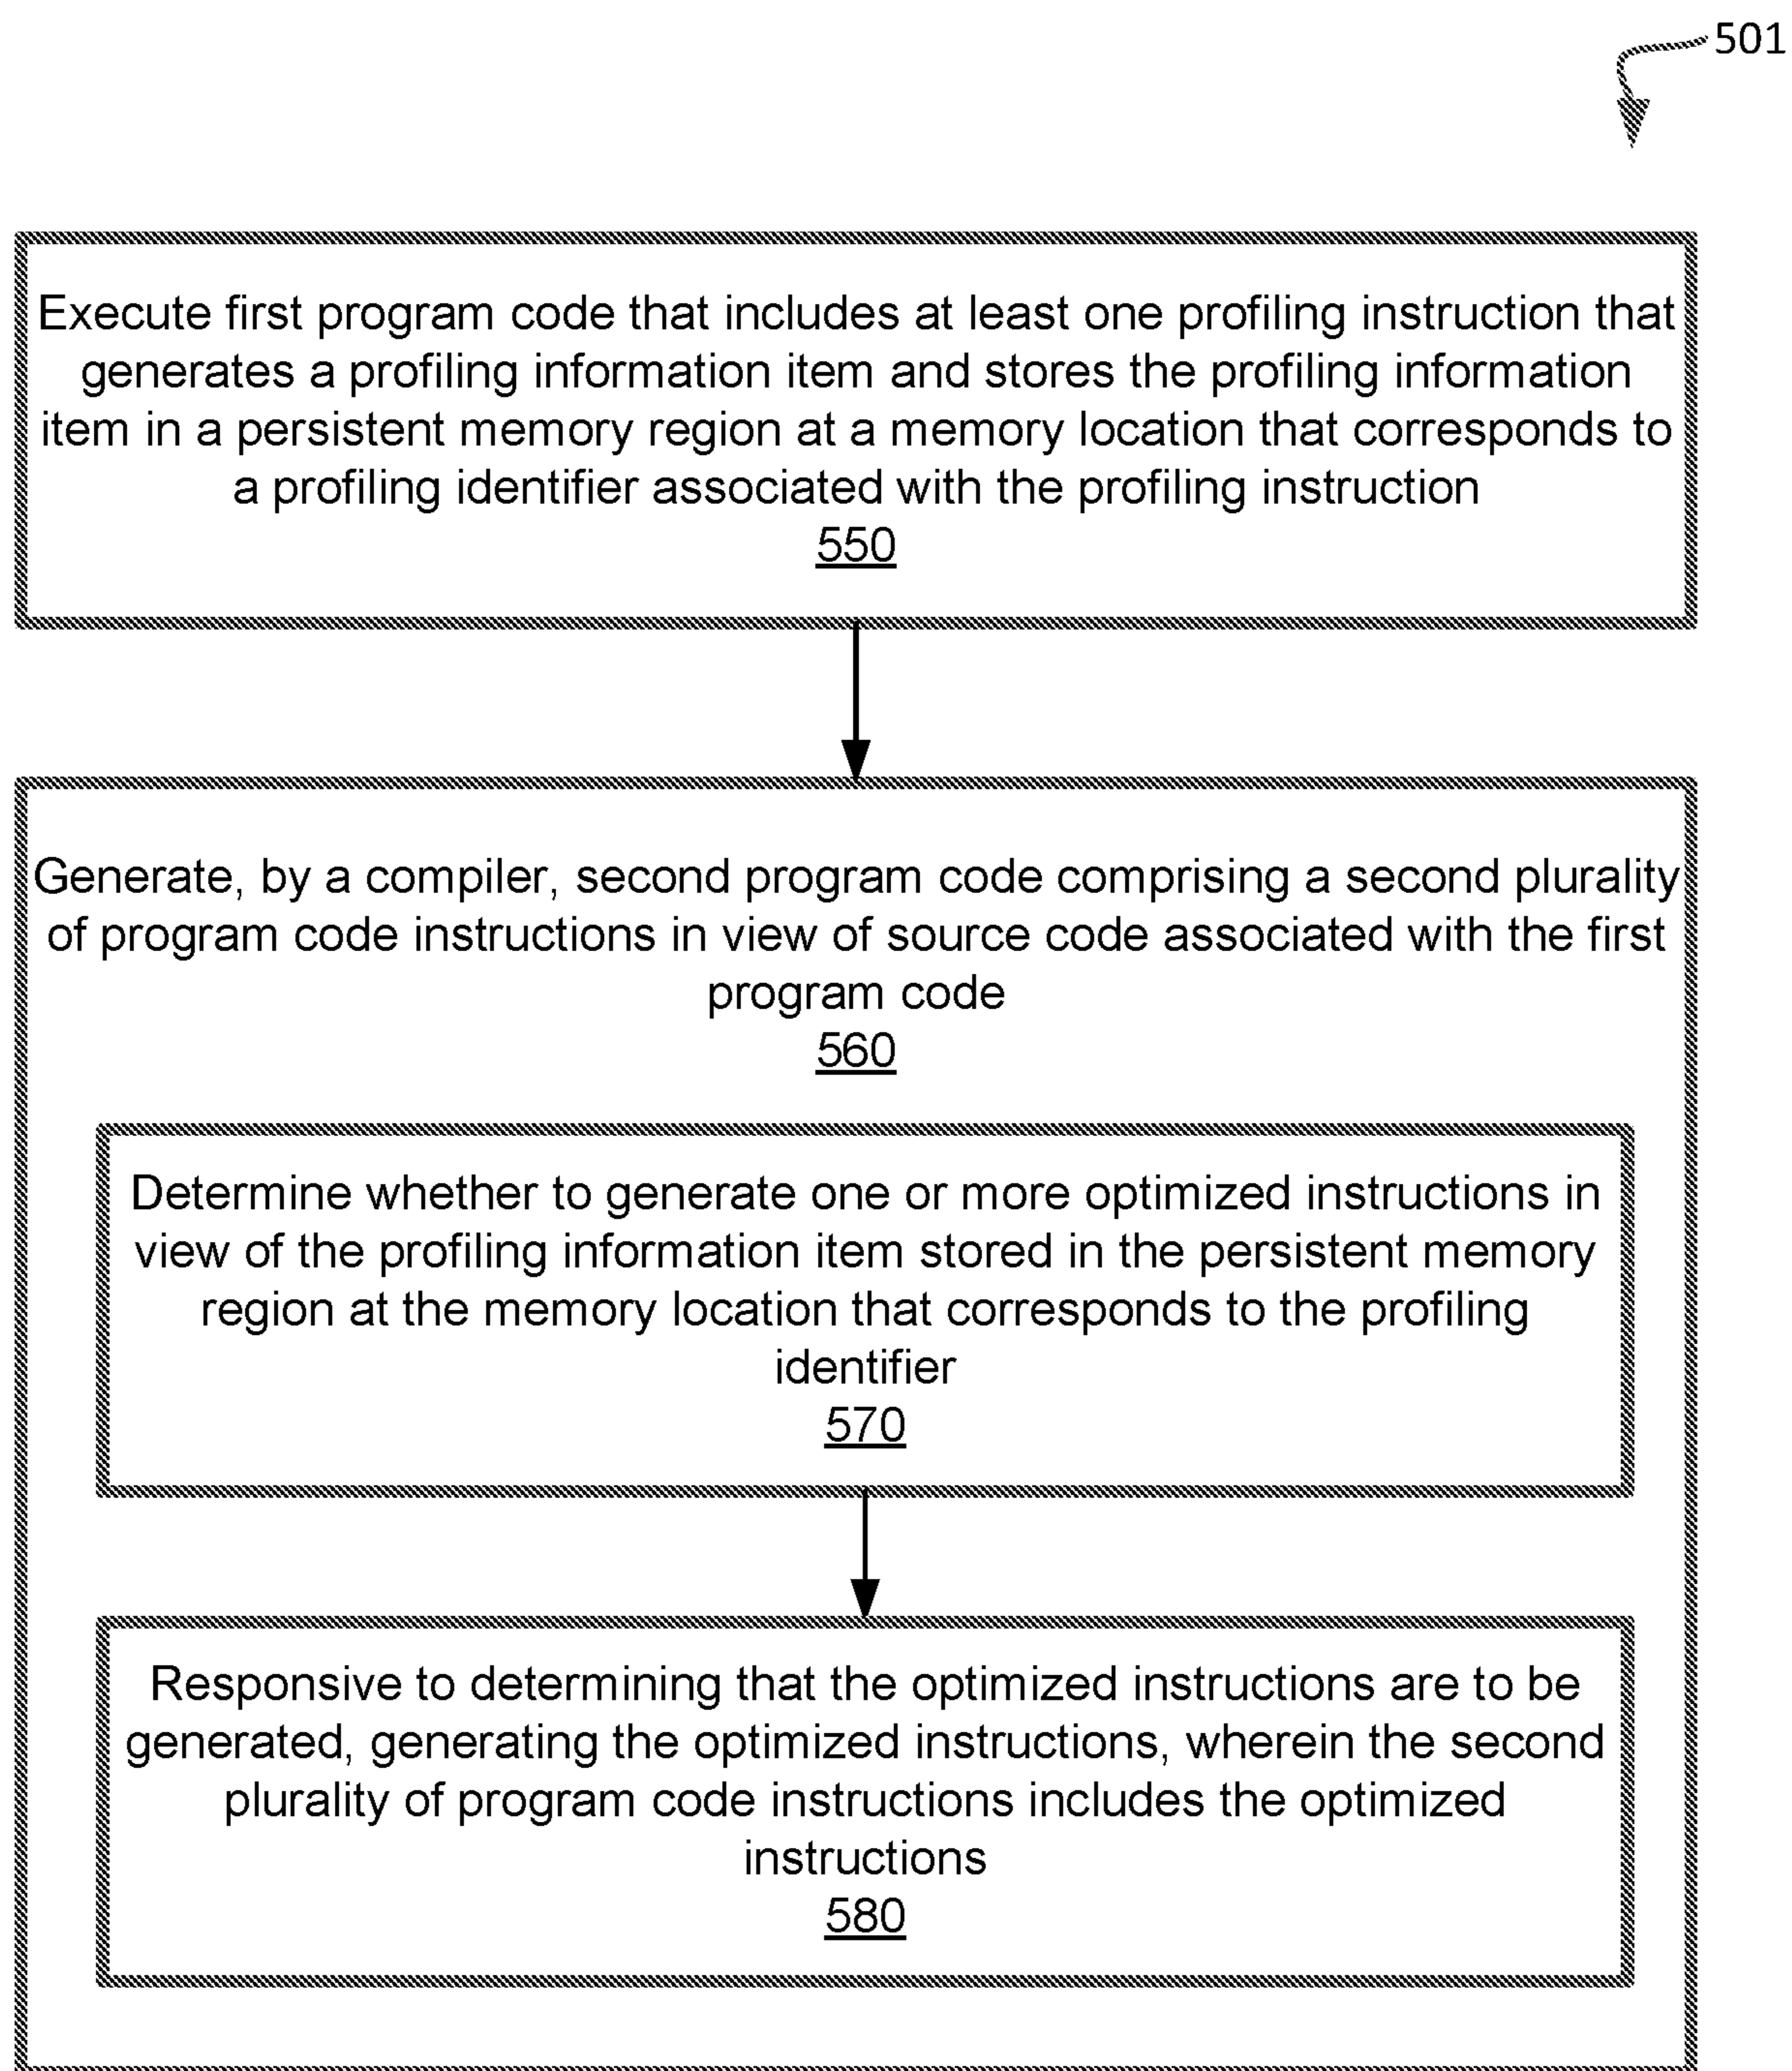 501
Execute first program code that includes at least one profiling instruction that
generates a profiling information item and stores the profiling information
item in a persistent memory region at a memory location that corresponds to
a profiling identifier associated with the profiling instruction
550
Generate, by a compiler, second program code comprising a second plurality
of program code instructions in view of source code associated with the first
program code
560
Determine whether to generate one or more optimized instructions in
view of the profiling information item stored in the persistent memory
region at the memory location that corresponds to the profiling
identifier
570
Responsive to determining that the optimized instructions are to be
generated, generating the optimized instructions, wherein the second
plurality of program code instructions includes the optimized
instructions
580